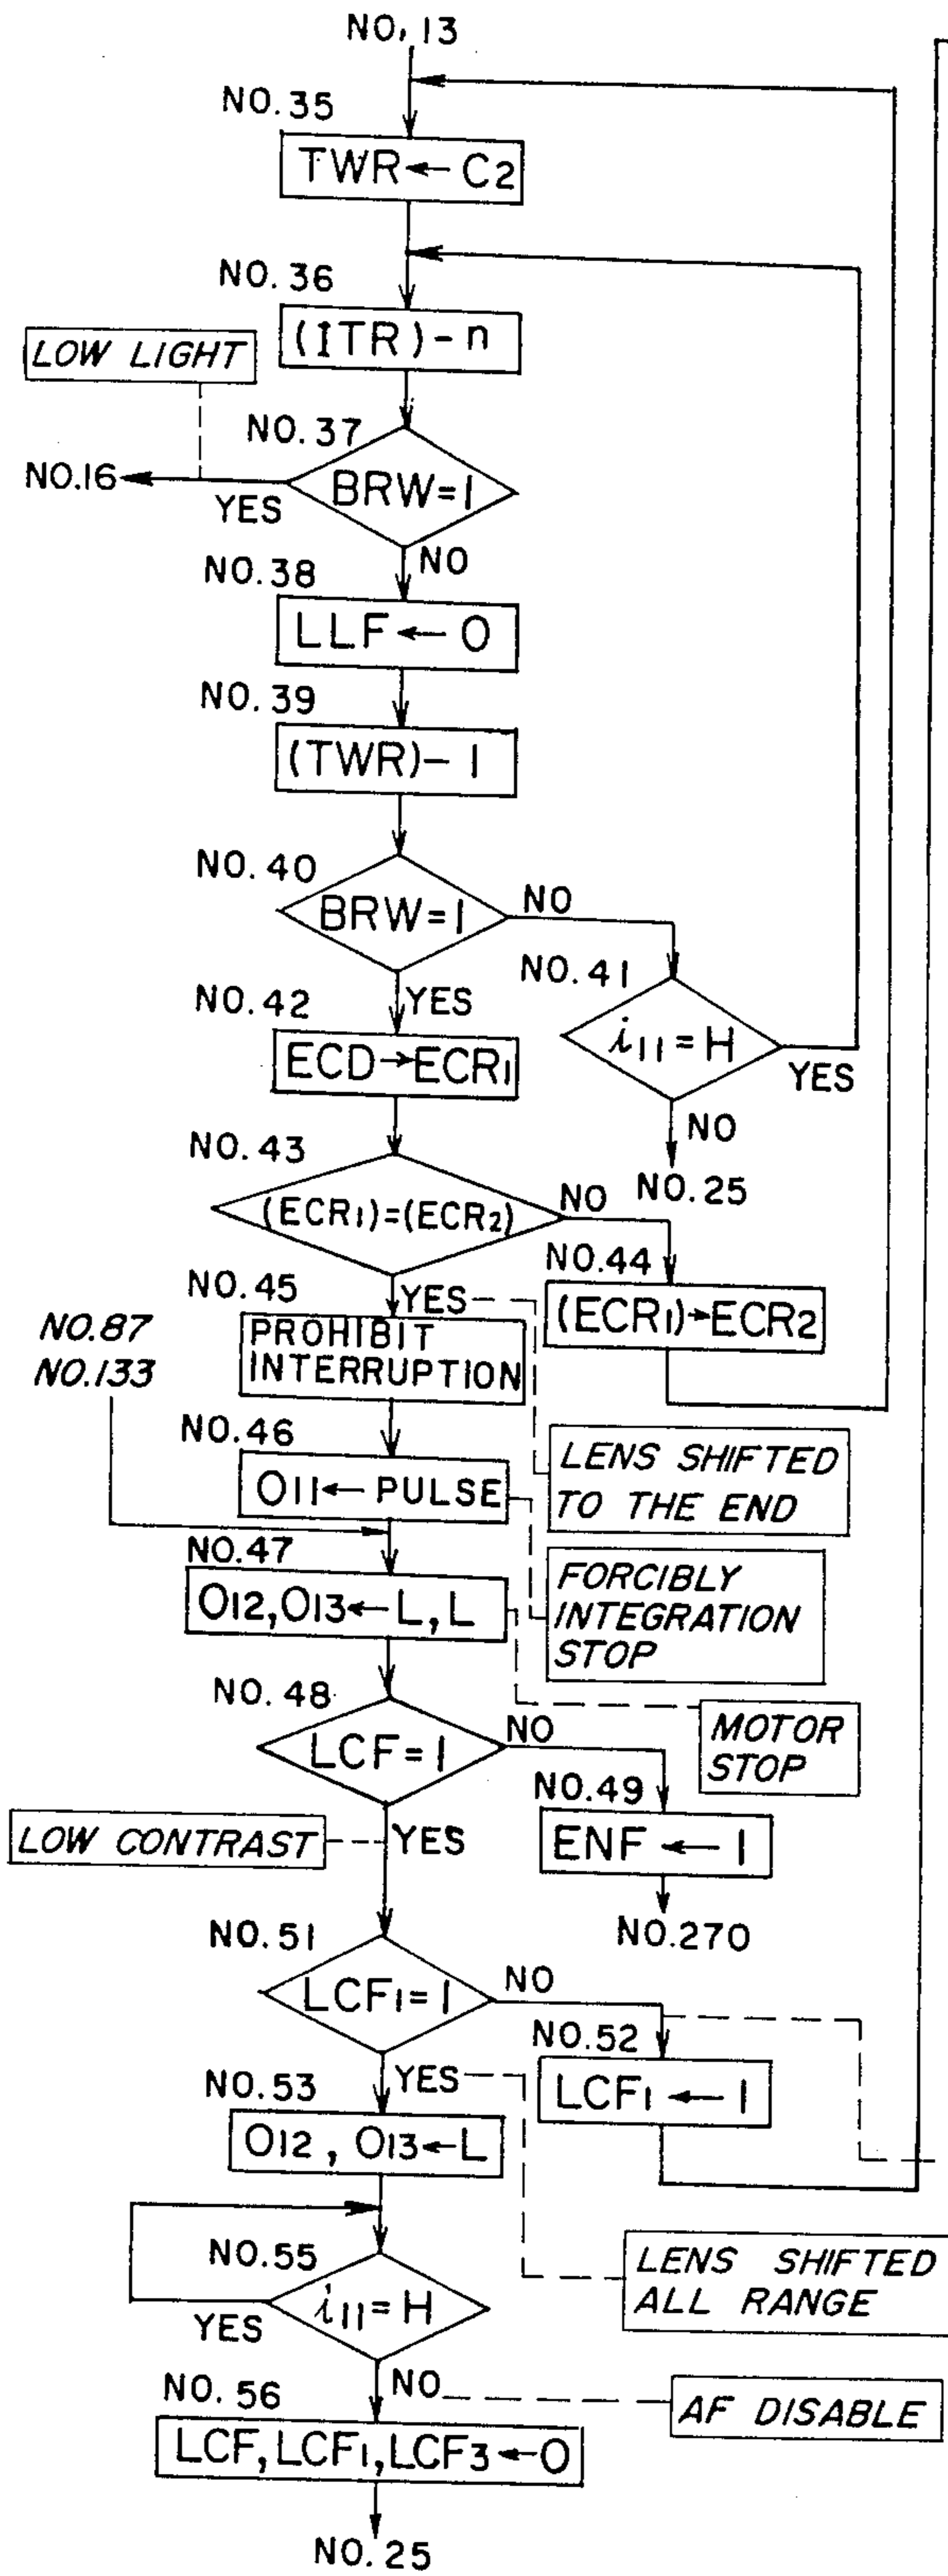 NO. 13
NO. 35
TWR ← C2
NO. 36
(ITR) - n
LOW LIGHT
NO. 37
BRW = 1
NO.16
YES
NO
NO. 38
LLF ← 0
NO. 39
(TWR) - 1
NO. 40
BRW = 1
NO
NO. 41
i11 = H
YES
NO
NO. 25
YES
NO. 42
ECD → ECR1
NO. 43
(ECR1) = (ECR2)
NO
NO. 44
(ECR1) → ECR2
YES
NO. 45
PROHIBIT
INTERRUPTION
NO.87
NO.133
NO. 46
O11 ← PULSE
LENS SHIFTED
TO THE END
NO. 47
O12, O13 ← L, L
FORCIBLY
INTEGRATION
STOP
NO. 48
LCF = 1
NO
MOTOR
STOP
NO. 49
ENF ← 1
NO. 270
LOW CONTRAST
YES
NO. 51
LCF1 = 1
NO
NO. 52
LCF1 ← 1
YES
NO. 53
O12 , O13 ← L
NO. 55
i11 = H
YES
LENS SHIFTED
ALL RANGE
NO
AF DISABLE
NO. 56
LCF, LCF1, LCF3 ← 0
NO. 25